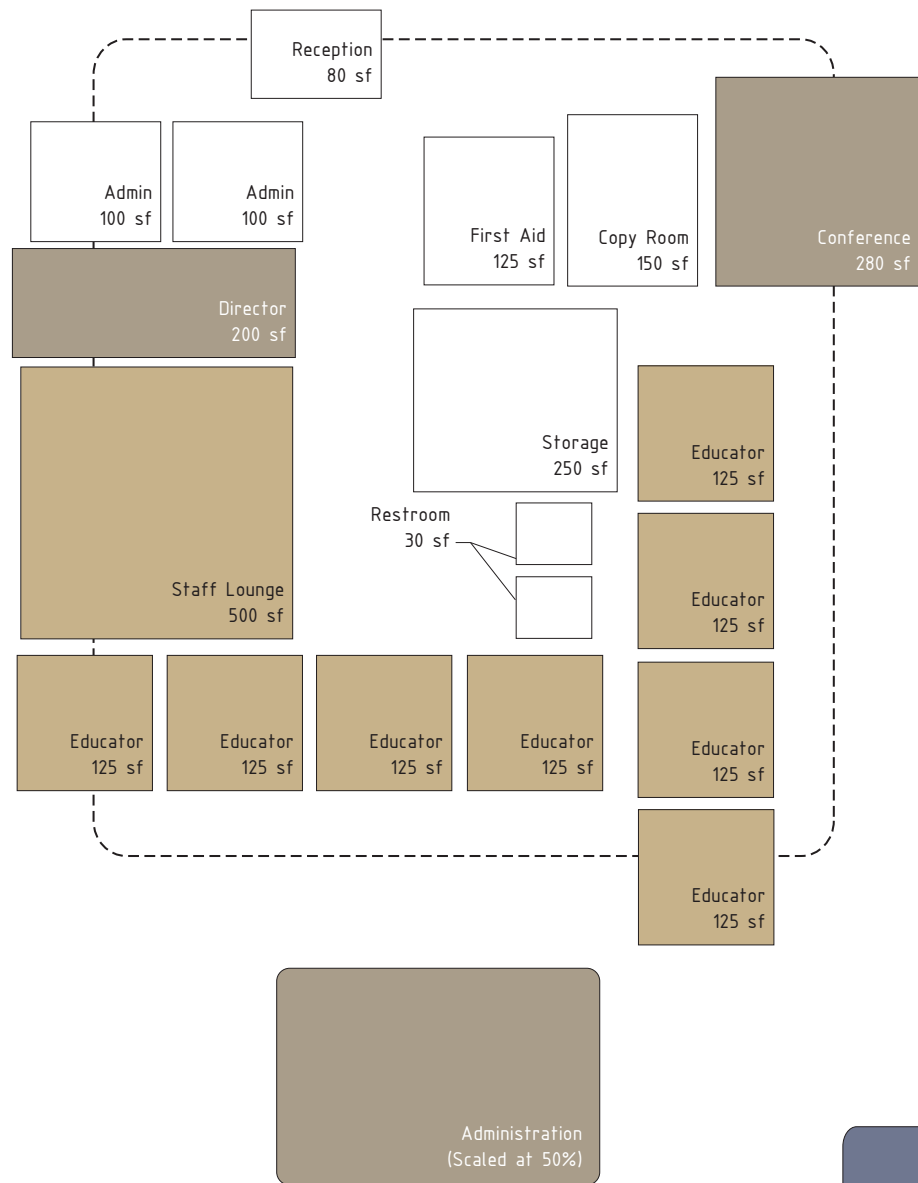 Reception
80 sf
Admin
100 sf
Admin
100 sf
First Aid
125 sf
Copy Room
150 sf
Conference
280 sf
Director
200 sf
Storage
250 sf
Educator
125 sf
Restroom
30 sf
Staff Lounge
500 sf
Educator
125 sf
Educator
125 sf
Educator
125 sf
Educator
125 sf
Educator
125 sf
Educator
125 sf
Educator
125 sf
Administration
(Scaled at 50%)